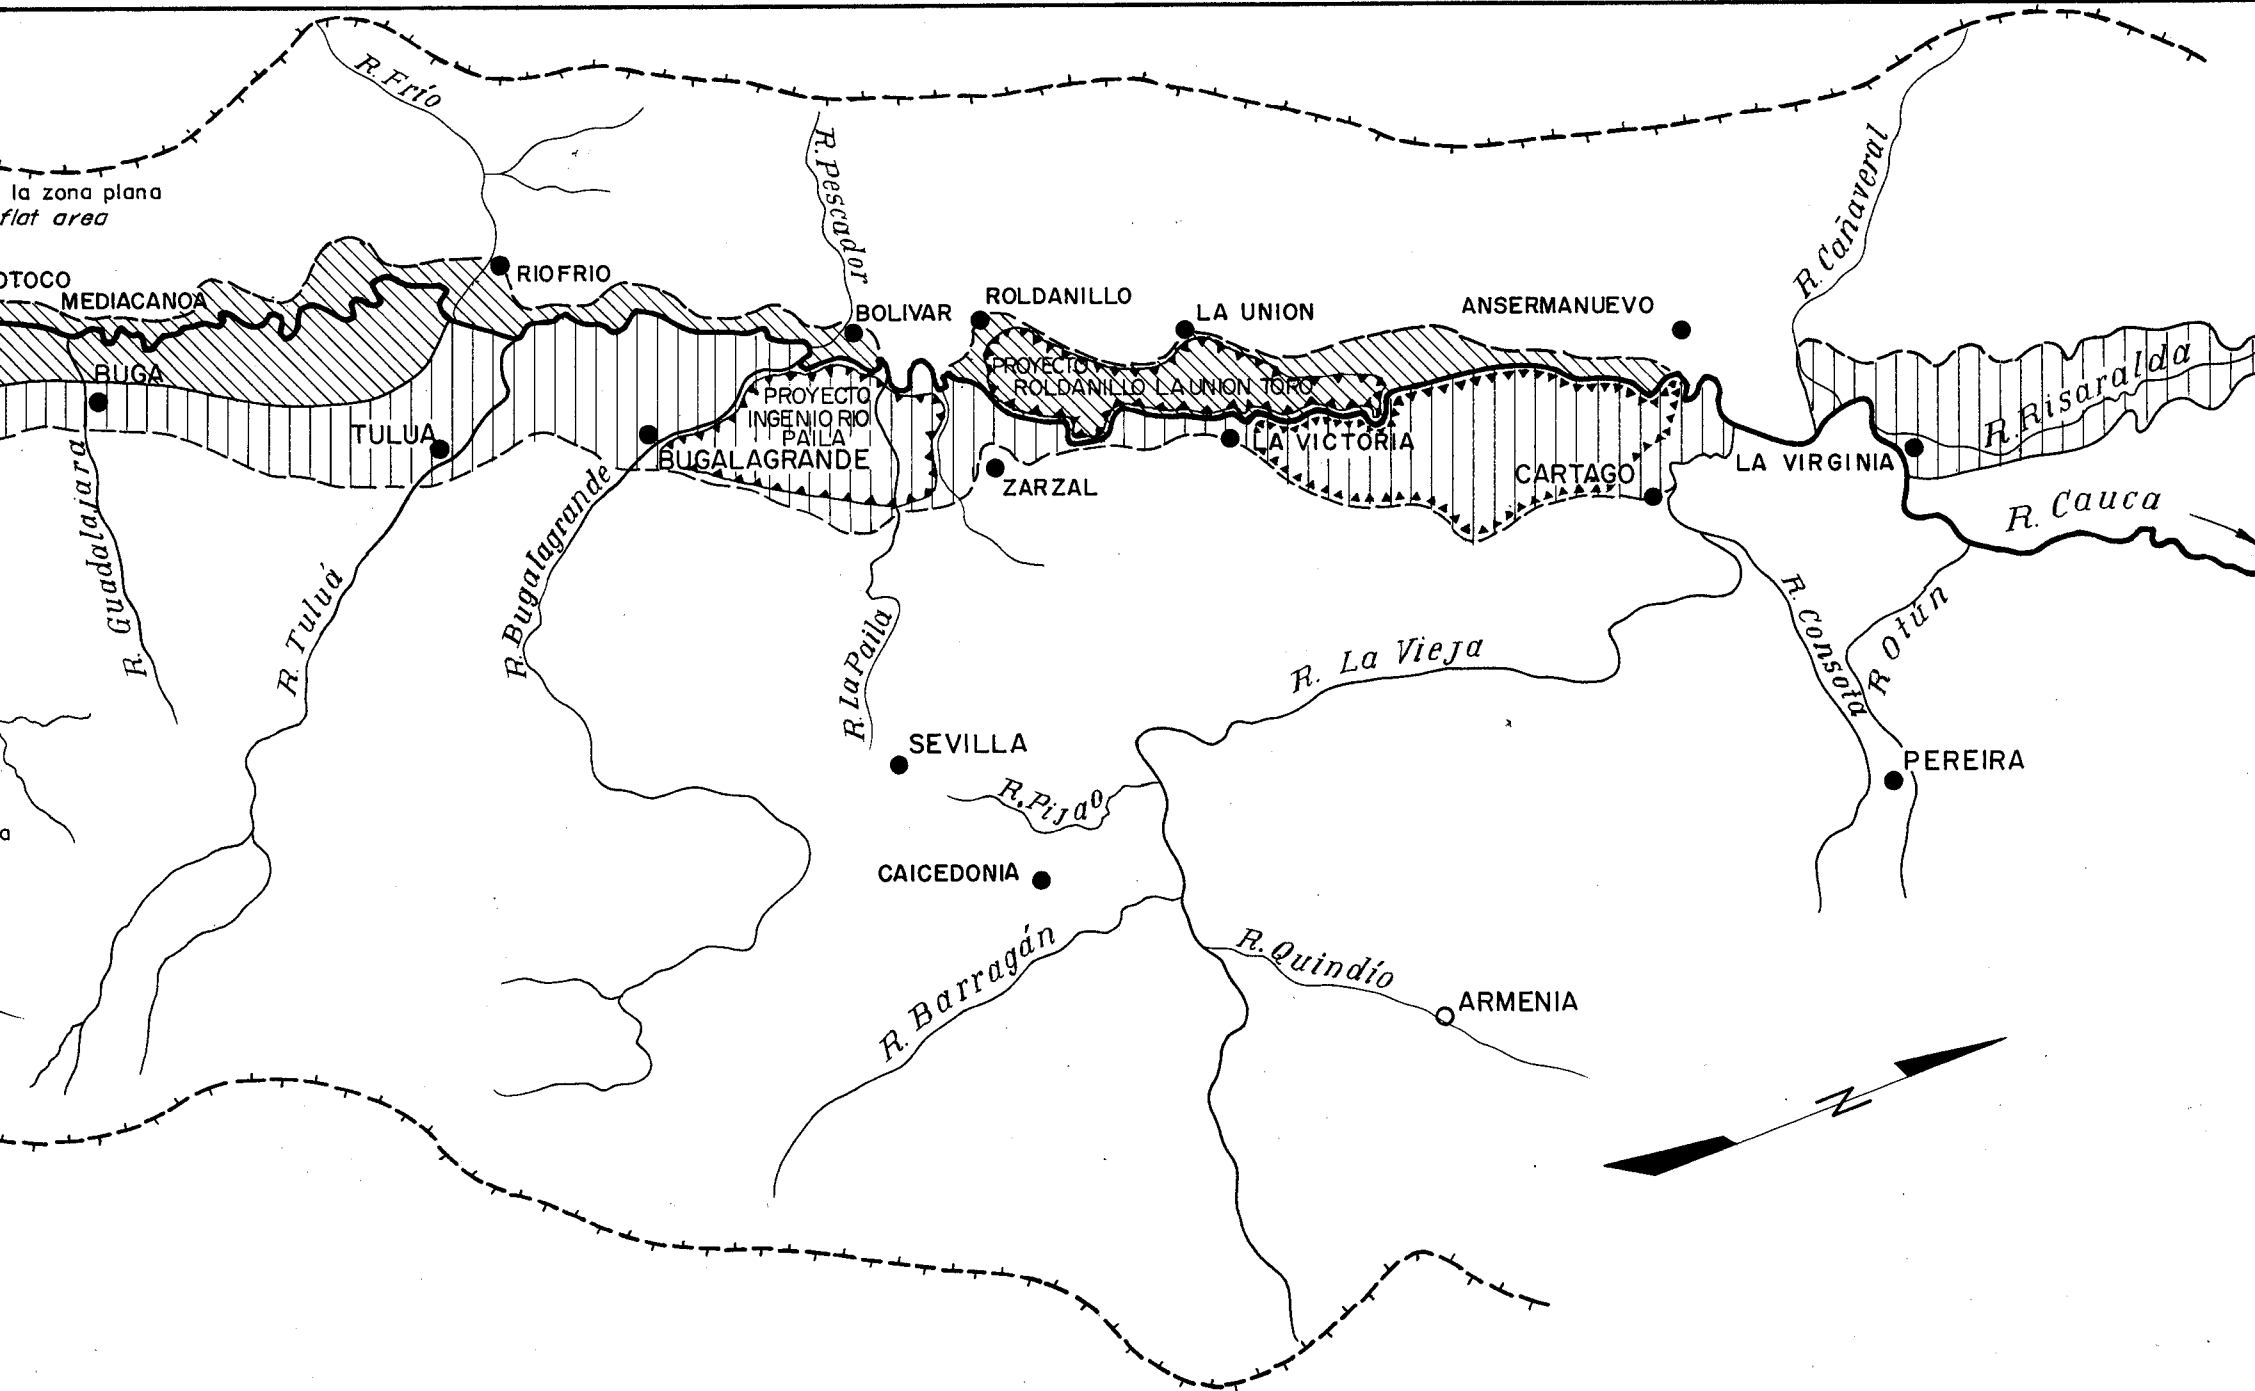 R. Frío
R. Pescador
R. Cañaveral
la zona plana
flat area
OTOCO
MEDIACANOA
RIOFRIO
BOLIVAR
ROLDANILLO
LA UNION
ANSERMANUEVO
BUGA
PROYECTO
ROLDANILLO LA UNION TORO
PROYECTO
INGENIO RIO
PAILA
TULUA
BUGALAGRANDE
ZARZAL
LA VICTORIA
CARTAGO
LA VIRGINIA
R. Risaralda
R. Cauca
R. Guadalajara
R. Tuluá
R. Bugalagrande
R. La Paila
R. La Vieja
R. Consota
R Otún
SEVILLA
PEREIRA
R. Pijao
a
CAICEDONIA
R. Barragán
R. Quindío
ARMENIA
N